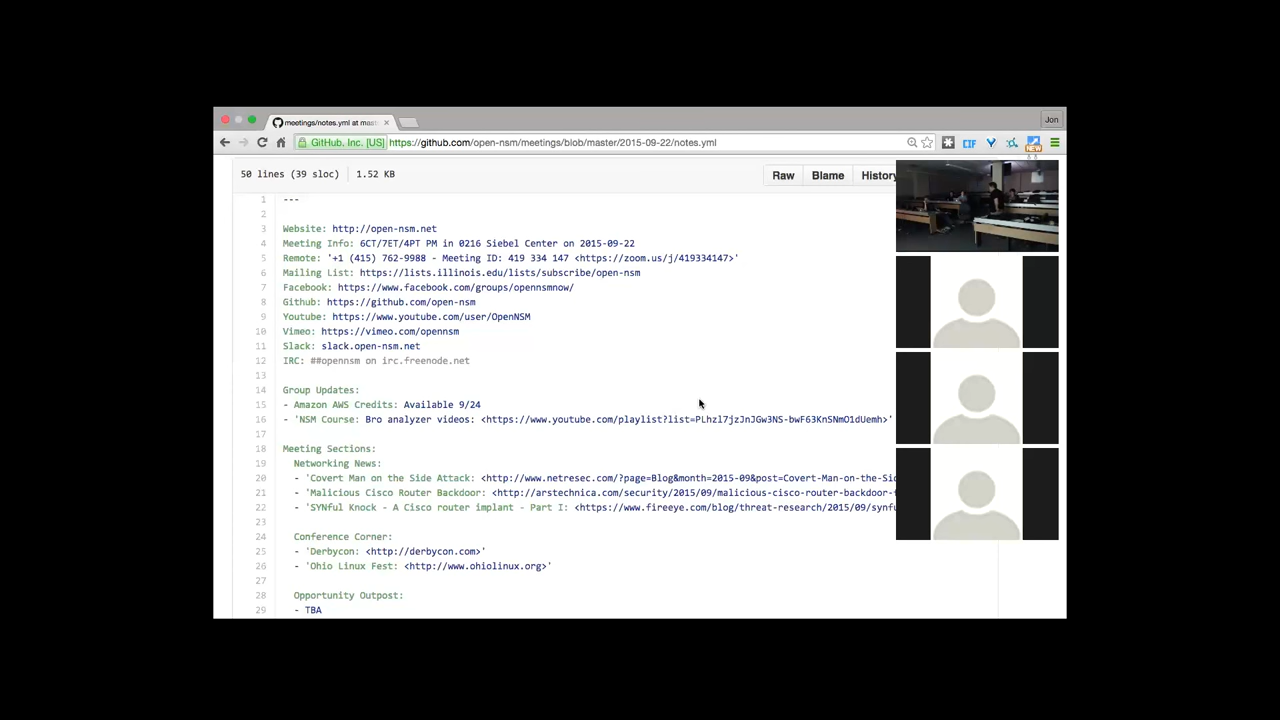 meetings/notes.yml at mas
Jon
GitHub, Inc. [US]
https://github.com/open-nsm/meetings/blob/master/2015-09-22/notes.yml
CIF
NEW
50 lines (39 sloc) 1.52 KB
Raw Blame History
1 ---
2
3 Website: http://open-nsm.net
4 Meeting Info: 6CT/7ET/4PT PM in 0216 Siebel Center on 2015-09-22
5 Remote: '+1 (415) 762-9988 - Meeting ID: 419 334 147 <https://zoom.us/j/419334147>'
6 Mailing List: https://lists.illinois.edu/lists/subscribe/open-nsm
7 Facebook: https://www.facebook.com/groups/opennsmnow/
8 Github: https://github.com/open-nsm
9 Youtube: https://www.youtube.com/user/OpenNSM
10 Vimeo: https://vimeo.com/opennsm
11 Slack: slack.open-nsm.net
12 IRC: ##opennsm on irc.freenode.net
13
14 Group Updates:
15 - Amazon AWS Credits: Available 9/24
16 - 'NSM Course: Bro analyzer videos: <https://www.youtube.com/playlist?list=PLhzl7jzJnJGw3NS-bwF63KnSNmO1dUemh>'
17
18 Meeting Sections:
19 Networking News:
20 - 'Covert Man on the Side Attack: <http://www.netresec.com/?page=Blog&month=2015-09&post=Covert-Man-on-the-Sid
21 - 'Malicious Cisco Router Backdoor: <http://arstechnica.com/security/2015/09/malicious-cisco-router-backdoor-f
22 - 'SYNful Knock - A Cisco router implant - Part I: <https://www.fireeye.com/blog/threat-research/2015/09/synfu
23
24 Conference Corner:
25 - 'Derbycon: <http://derbycon.com>'
26 - 'Ohio Linux Fest: <http://www.ohiolinux.org>'
27
28 Opportunity Outpost:
29 - TBA